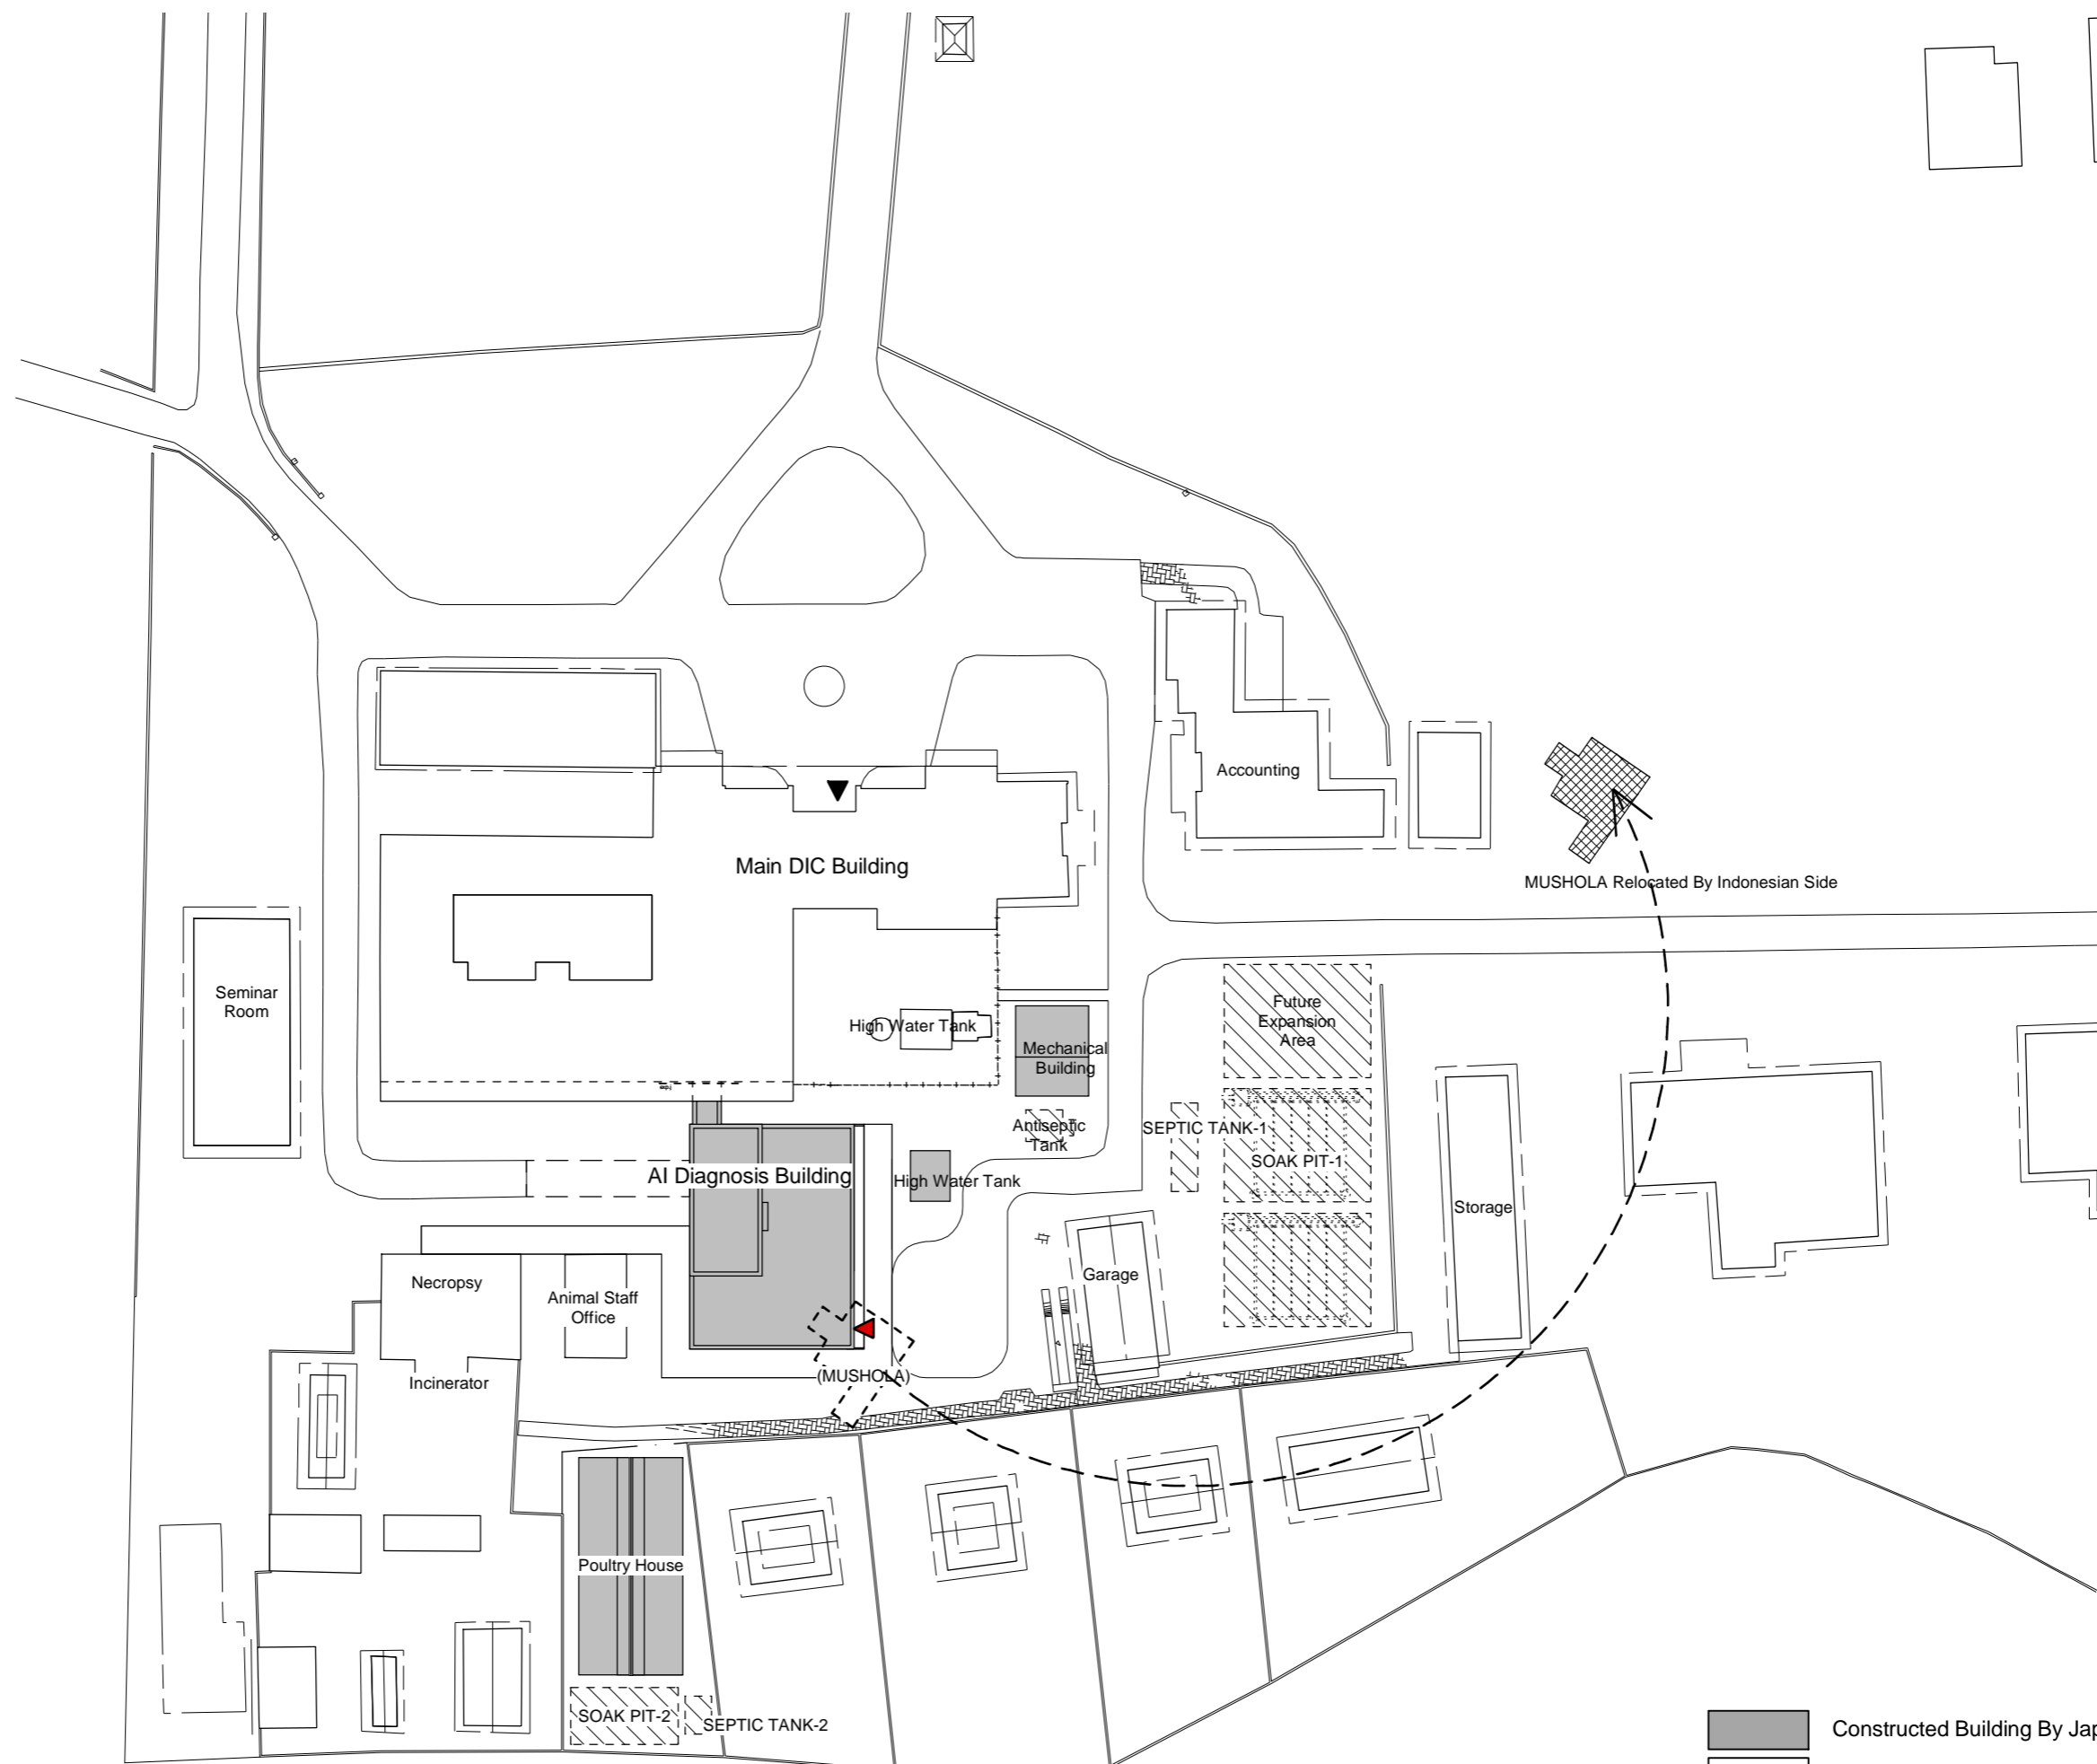 Accounting
Main DIC Building
MUSHOLA Relocated By Indonesian Side
Seminar
Room
High Water Tank
Future
Expansion
Area
Mechanical
Building
Antiseptic
Tank
SEPTIC TANK-1
SOAK PIT-1
AI Diagnosis Building
High Water Tank
Storage
Necropsy
Animal Staff
Office
Garage
Incinerator
(MUSHOLA)
Poultry House
SOAK PIT-2
SEPTIC TANK-2
Constructed Building By Jap